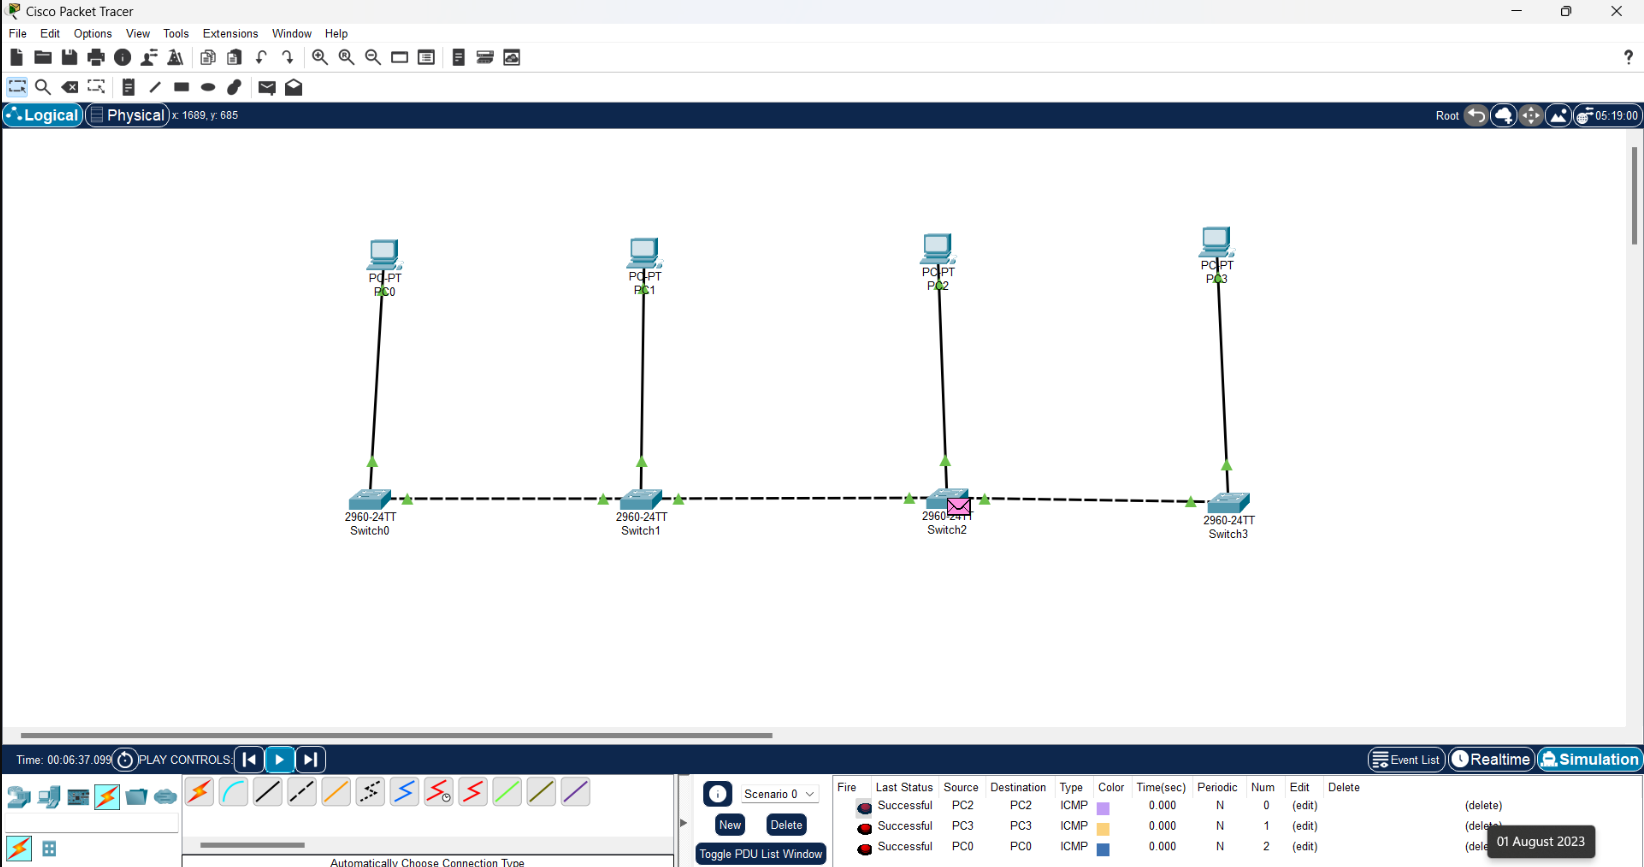 Cisco Packet Tracer
File Edit Options View Tools Extensions Window Help
?
Logical Physical x: 1689, y: 685 Root 05:19:00
PC-PT
PC0
PC-PT
PC1
PC-PT
PC2
PC-PT
PC3
2960-24TT
Switch0
2960-24TT
Switch1
2960-24TT
Switch2
2960-24TT
Switch3
Time: 00:06:37.099 PLAY CONTROLS: Event List Realtime Simulation
Scenario 0
New Delete
Toggle PDU List Window
Automatically Choose Connection Type
Fire Last Status Source Destination Type Color Time(sec) Periodic Num Edit Delete
Successful PC2 PC2 ICMP 0.000 N 0 (edit) (delete)
Successful PC3 PC3 ICMP 0.000 N 1 (edit)
Successful PC0 PC0 ICMP 0.000 N 2 (edit)
01 August 2023